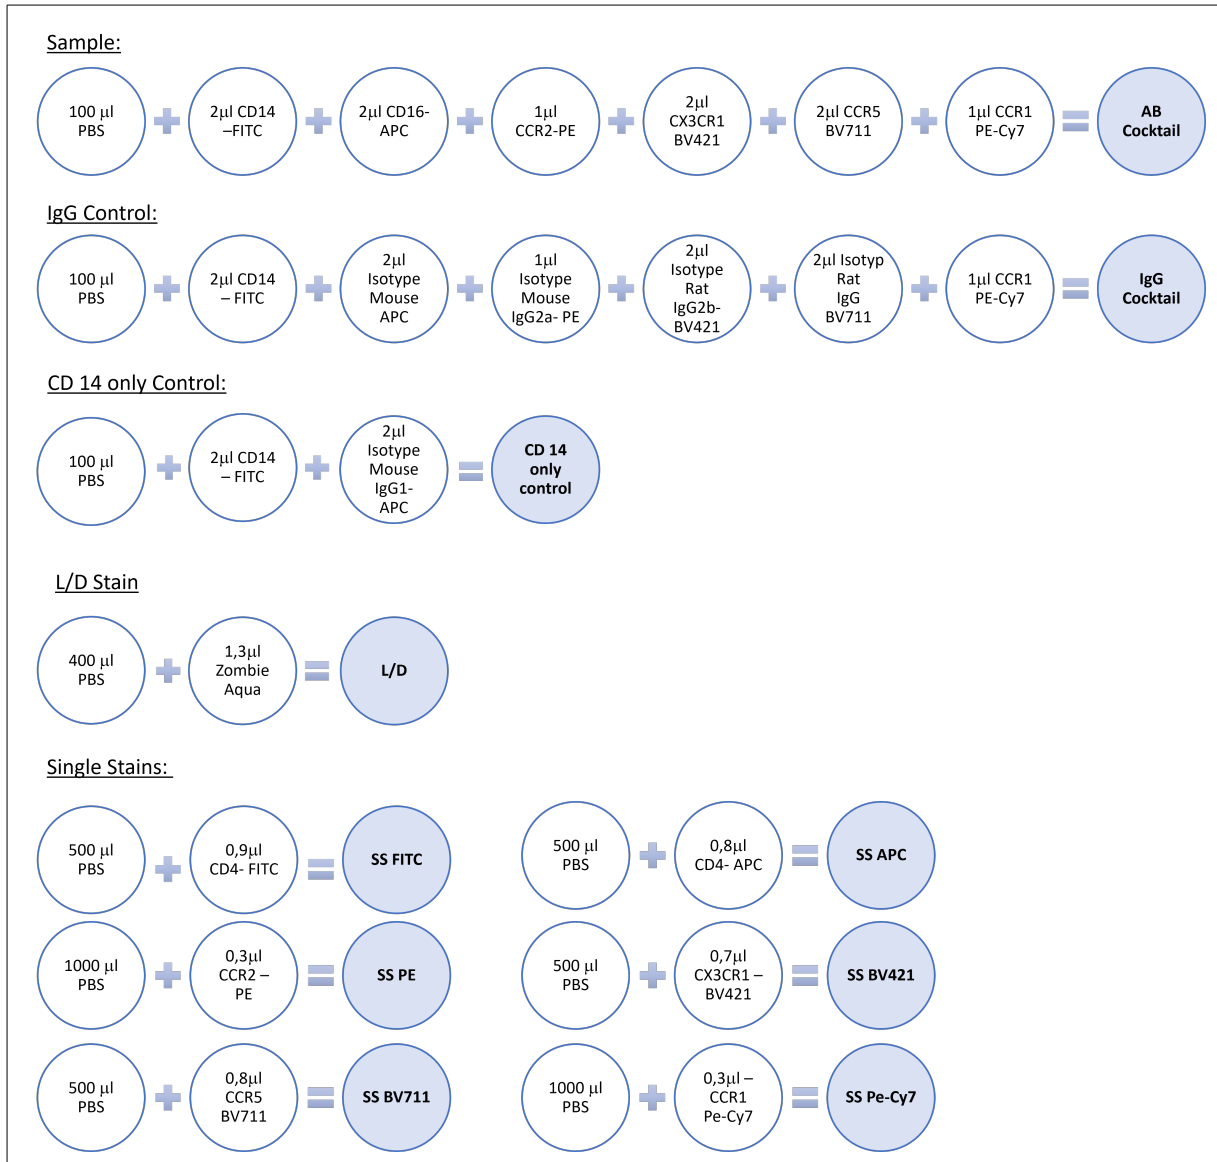 Sample:
100 µl
PBS
2µl CD14
–FITC
2µl CD16-
APC
1µl
CCR2-PE
2µl
CX3CR1
BV421
2µl CCR5
BV711
1µl CCR1
PE-Cy7
AB
Cocktail
IgG Control:
100 µl
PBS
2µl CD14
– FITC
2µl
Isotype
Mouse
APC
1µl
Isotype
Mouse
IgG2a- PE
2µl
Isotype
Rat
IgG2b-
BV421
2µl Isotyp
Rat
IgG
BV711
1µl CCR1
PE-Cy7
IgG
Cocktail
CD 14 only Control:
100 µl
PBS
2µl CD14
– FITC
2µl
Isotype
Mouse
IgG1-
APC
CD 14
only
control
L/D Stain
400 µl
PBS
1,3µl
Zombie
Aqua
L/D
Single Stains:
500 µl
PBS
0,9µl
CD4- FITC
SS FITC
500 µl
PBS
0,8µl
CD4- APC
SS APC
1000 µl
PBS
0,3µl
CCR2 –
PE
SS PE
500 µl
PBS
0,7µl
CX3CR1 –
BV421
SS BV421
500 µl
PBS
0,8µl
CCR5
BV711
SS BV711
1000 µl
PBS
0,3µl –
CCR1
Pe-Cy7
SS Pe-Cy7